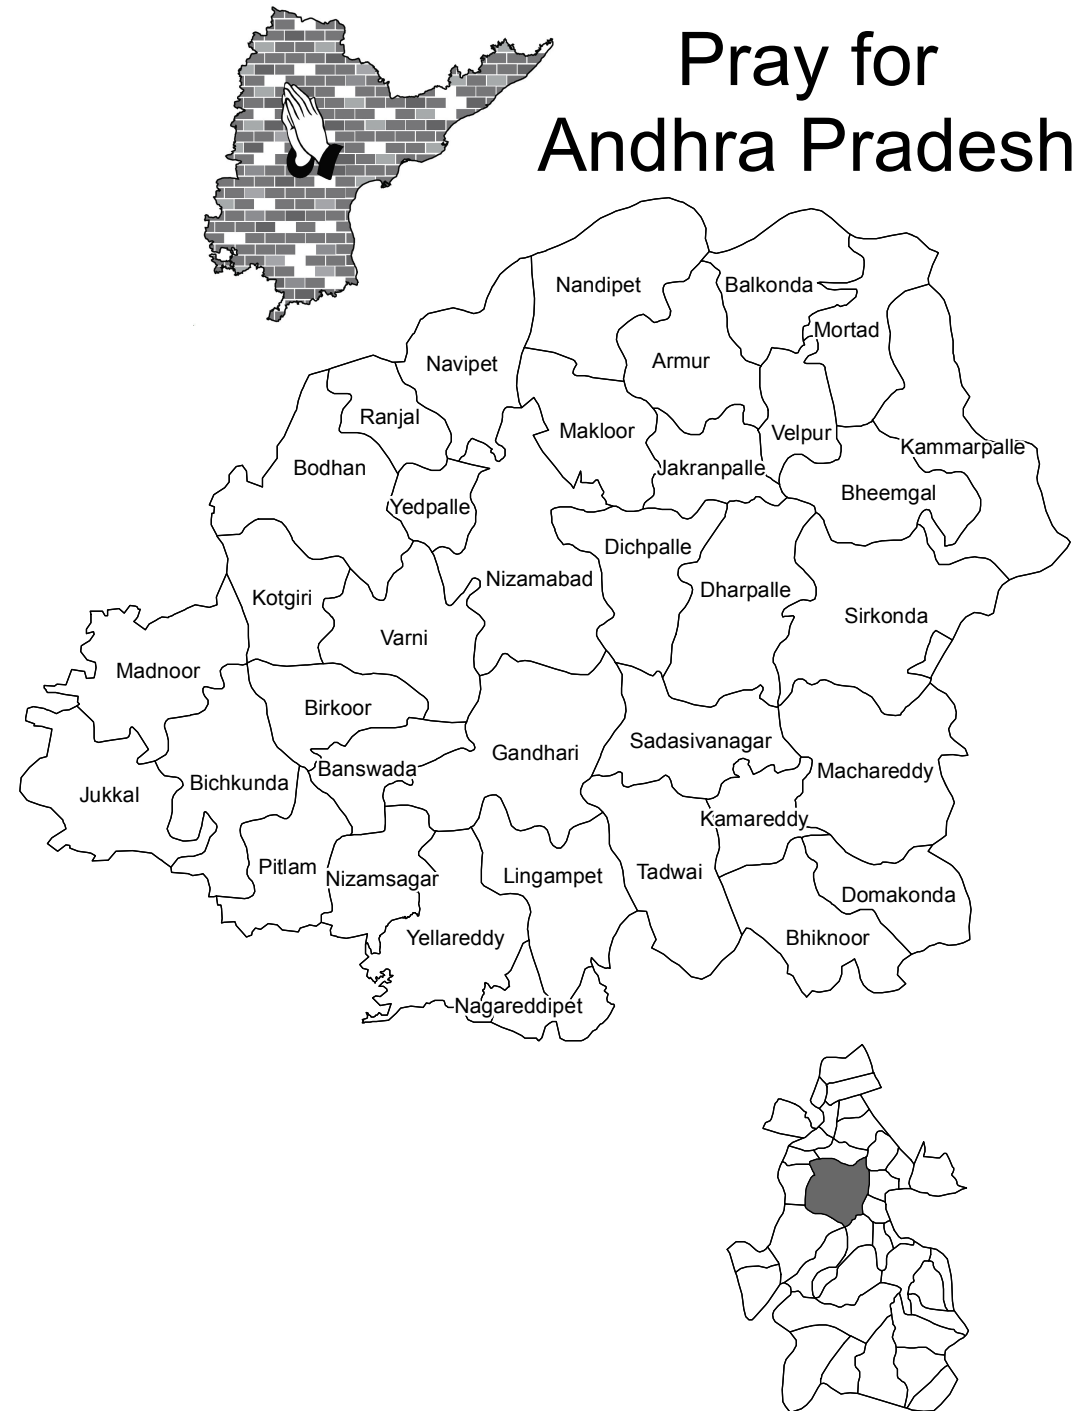 Pray for
Andhra Pradesh
Nandipet
Balkonda
Mortad
Navipet
Armur
Ranjal
Makloor
Velpur
Kammarpalle
Bodhan
Jakranpalle
Yedpalle
Bheemgal
Dichpalle
Nizamabad
Dharpalle
Kotgiri
Sirkonda
Varni
Madnoor
Birkoor
Sadasivanagar
Gandhari
Banswada
Machareddy
Bichkunda
Jukkal
Kamareddy
Pitlam
Nizamsagar
Lingampet
Tadwai
Domakonda
Yellareddy
Bhiknoor
Nagareddipet